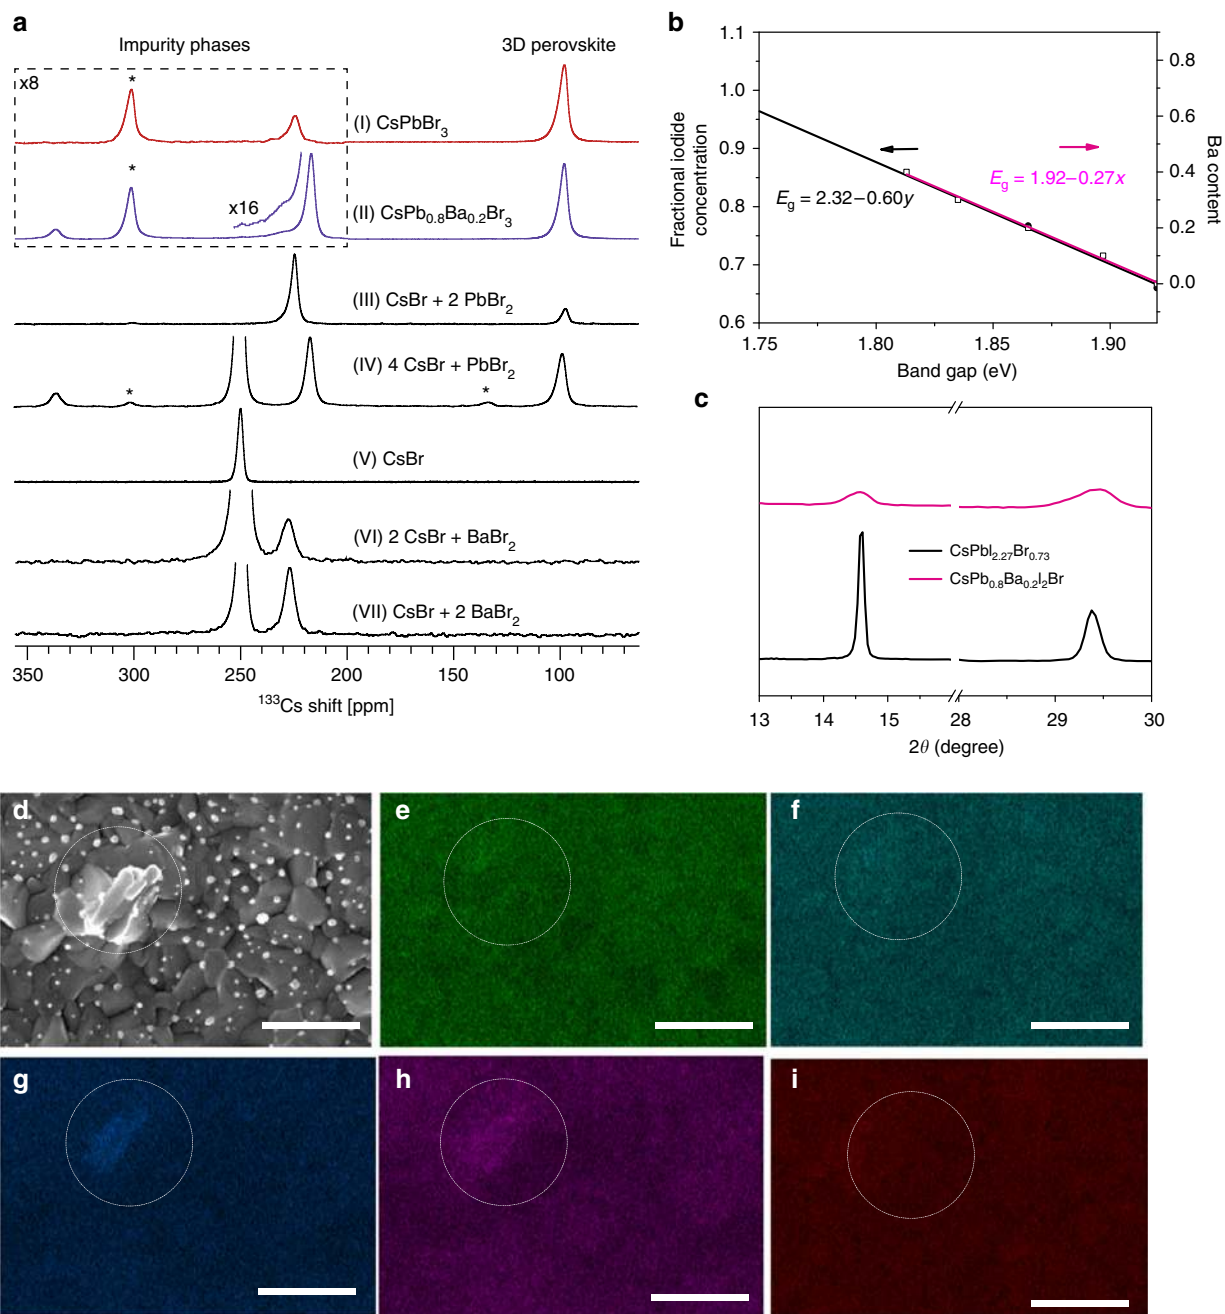 a
Impurity phases
3D perovskite
x8
*
(I) CsPbBr3
*
x16
(II) CsPb0.8Ba0.2Br3
(III) CsBr + 2 PbBr2
(IV) 4 CsBr + PbBr2
*
*
(V) CsBr
(VI) 2 CsBr + BaBr2
(VII) CsBr + 2 BaBr2
350 300 250 200 150 100
133Cs shift [ppm]
b
1.1
1.0
0.9
0.8
0.7
0.6
Fractional iodide
concentration
0.8
0.6
0.4
0.2
0.0
Ba content
Eg = 1.92–0.27x
Eg = 2.32–0.60y
1.75 1.80 1.85 1.90
Band gap (eV)
c
CsPbI2.27Br0.73
CsPb0.8Ba0.2I2Br
13 14 15 28 29 30
2θ (degree)
d
e
f
g
h
i